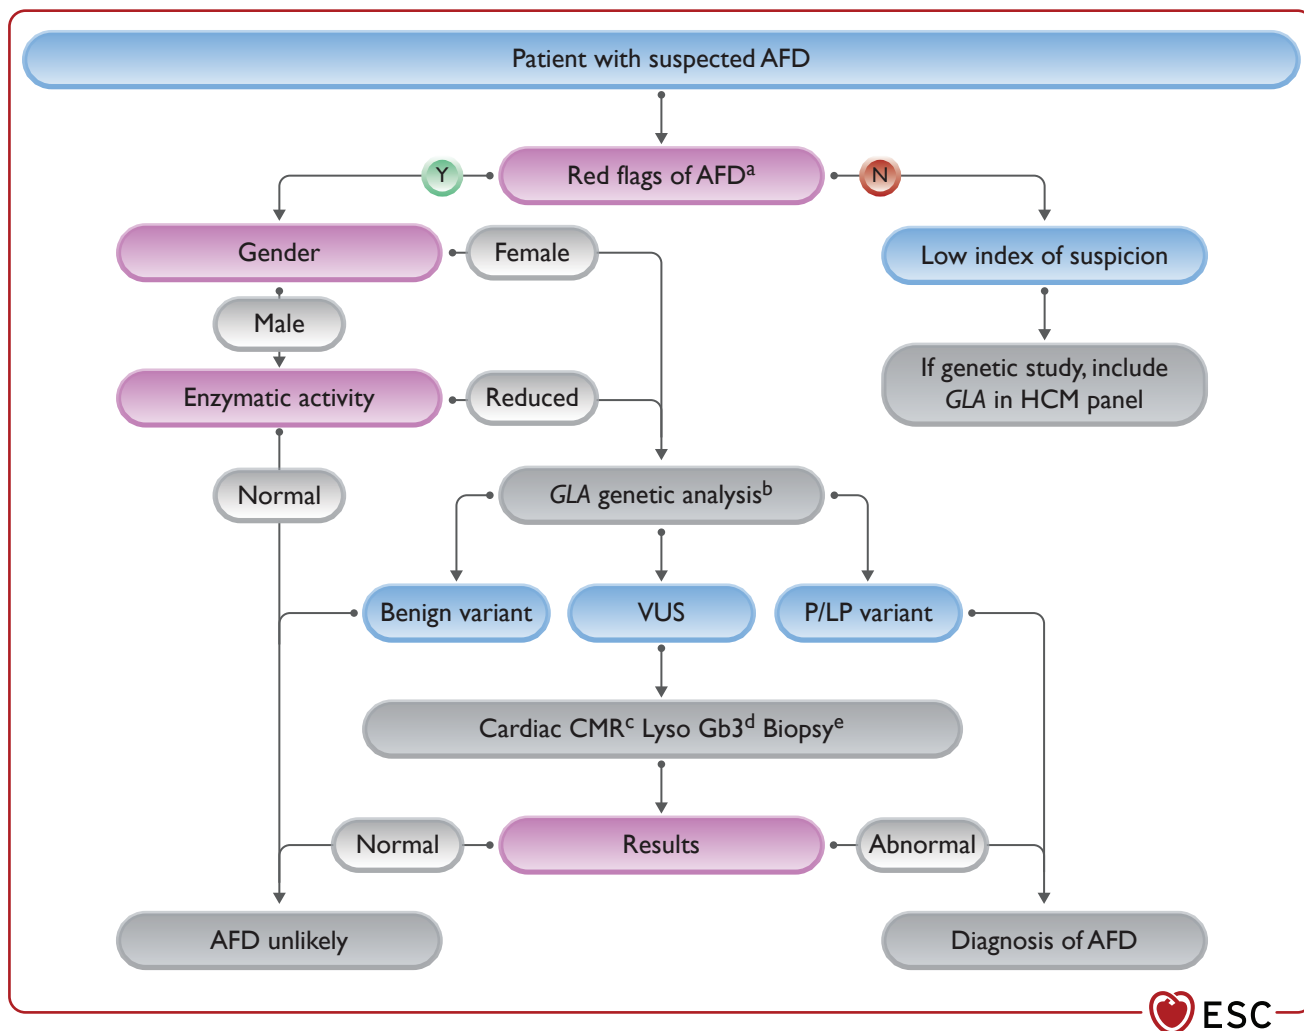 Patient with suspected AFD
Y
Red flags of AFDᵃ
N
Gender
Female
Low index of suspicion
Male
If genetic study, include
GLA in HCM panel
Enzymatic activity
Reduced
Normal
GLA genetic analysisᵇ
Benign variant
VUS
P/LP variant
Cardiac CMRᶜ Lyso Gb3ᵈ Biopsyᵉ
Normal
Results
Abnormal
AFD unlikely
Diagnosis of AFD
ESC